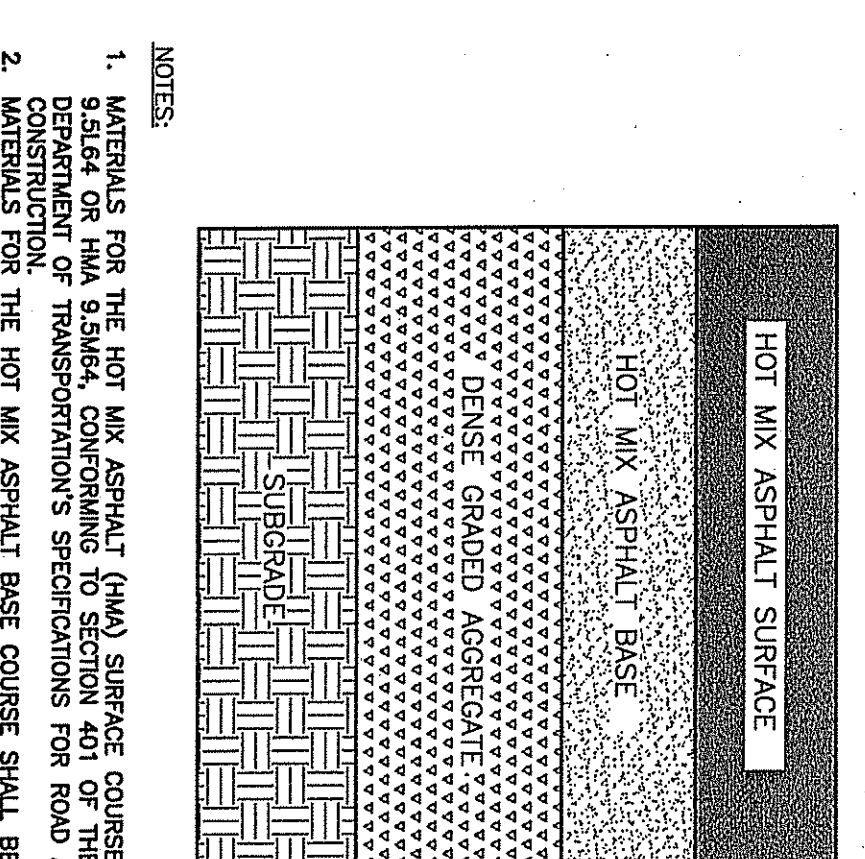 HOT MIX ASPHALT SURFACE
HOT MIX ASPHALT BASE
DENSE GRADED AGGREGATE
SUBGRADE
NOTES:
1. MATERIALS FOR THE HOT MIX ASPHALT (HMA) SURFACE COURSE
9.5L64 OR HMA 9.5M64, CONFORMING TO SECTION 401 OF THE
DEPARTMENT OF TRANSPORTATION'S SPECIFICATIONS FOR ROAD
CONSTRUCTION.
2. MATERIALS FOR THE HOT MIX ASPHALT BASE COURSE SHALL BE